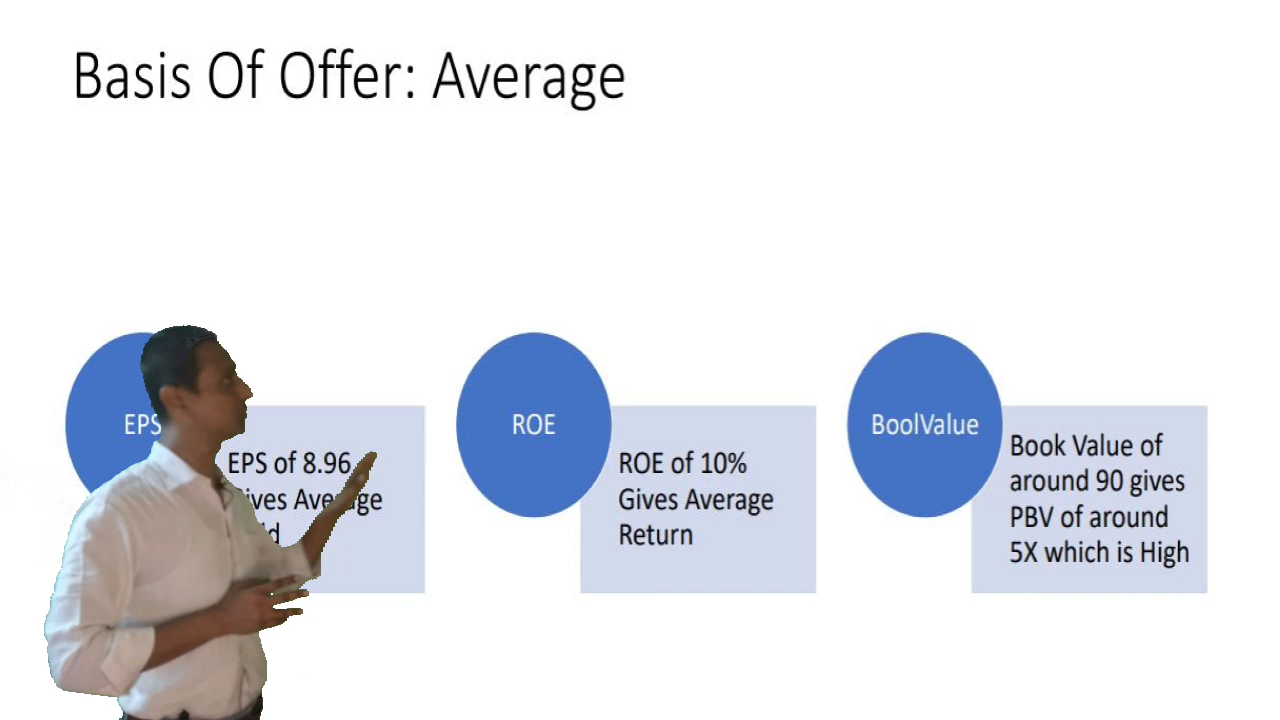 Basis Of Offer: Average
EPS
EPS of 8.96
Average
ROE
ROE of 10%
Gives Average
Return
BoolValue
Book Value of
around 90 gives
PBV of around
5X which is High